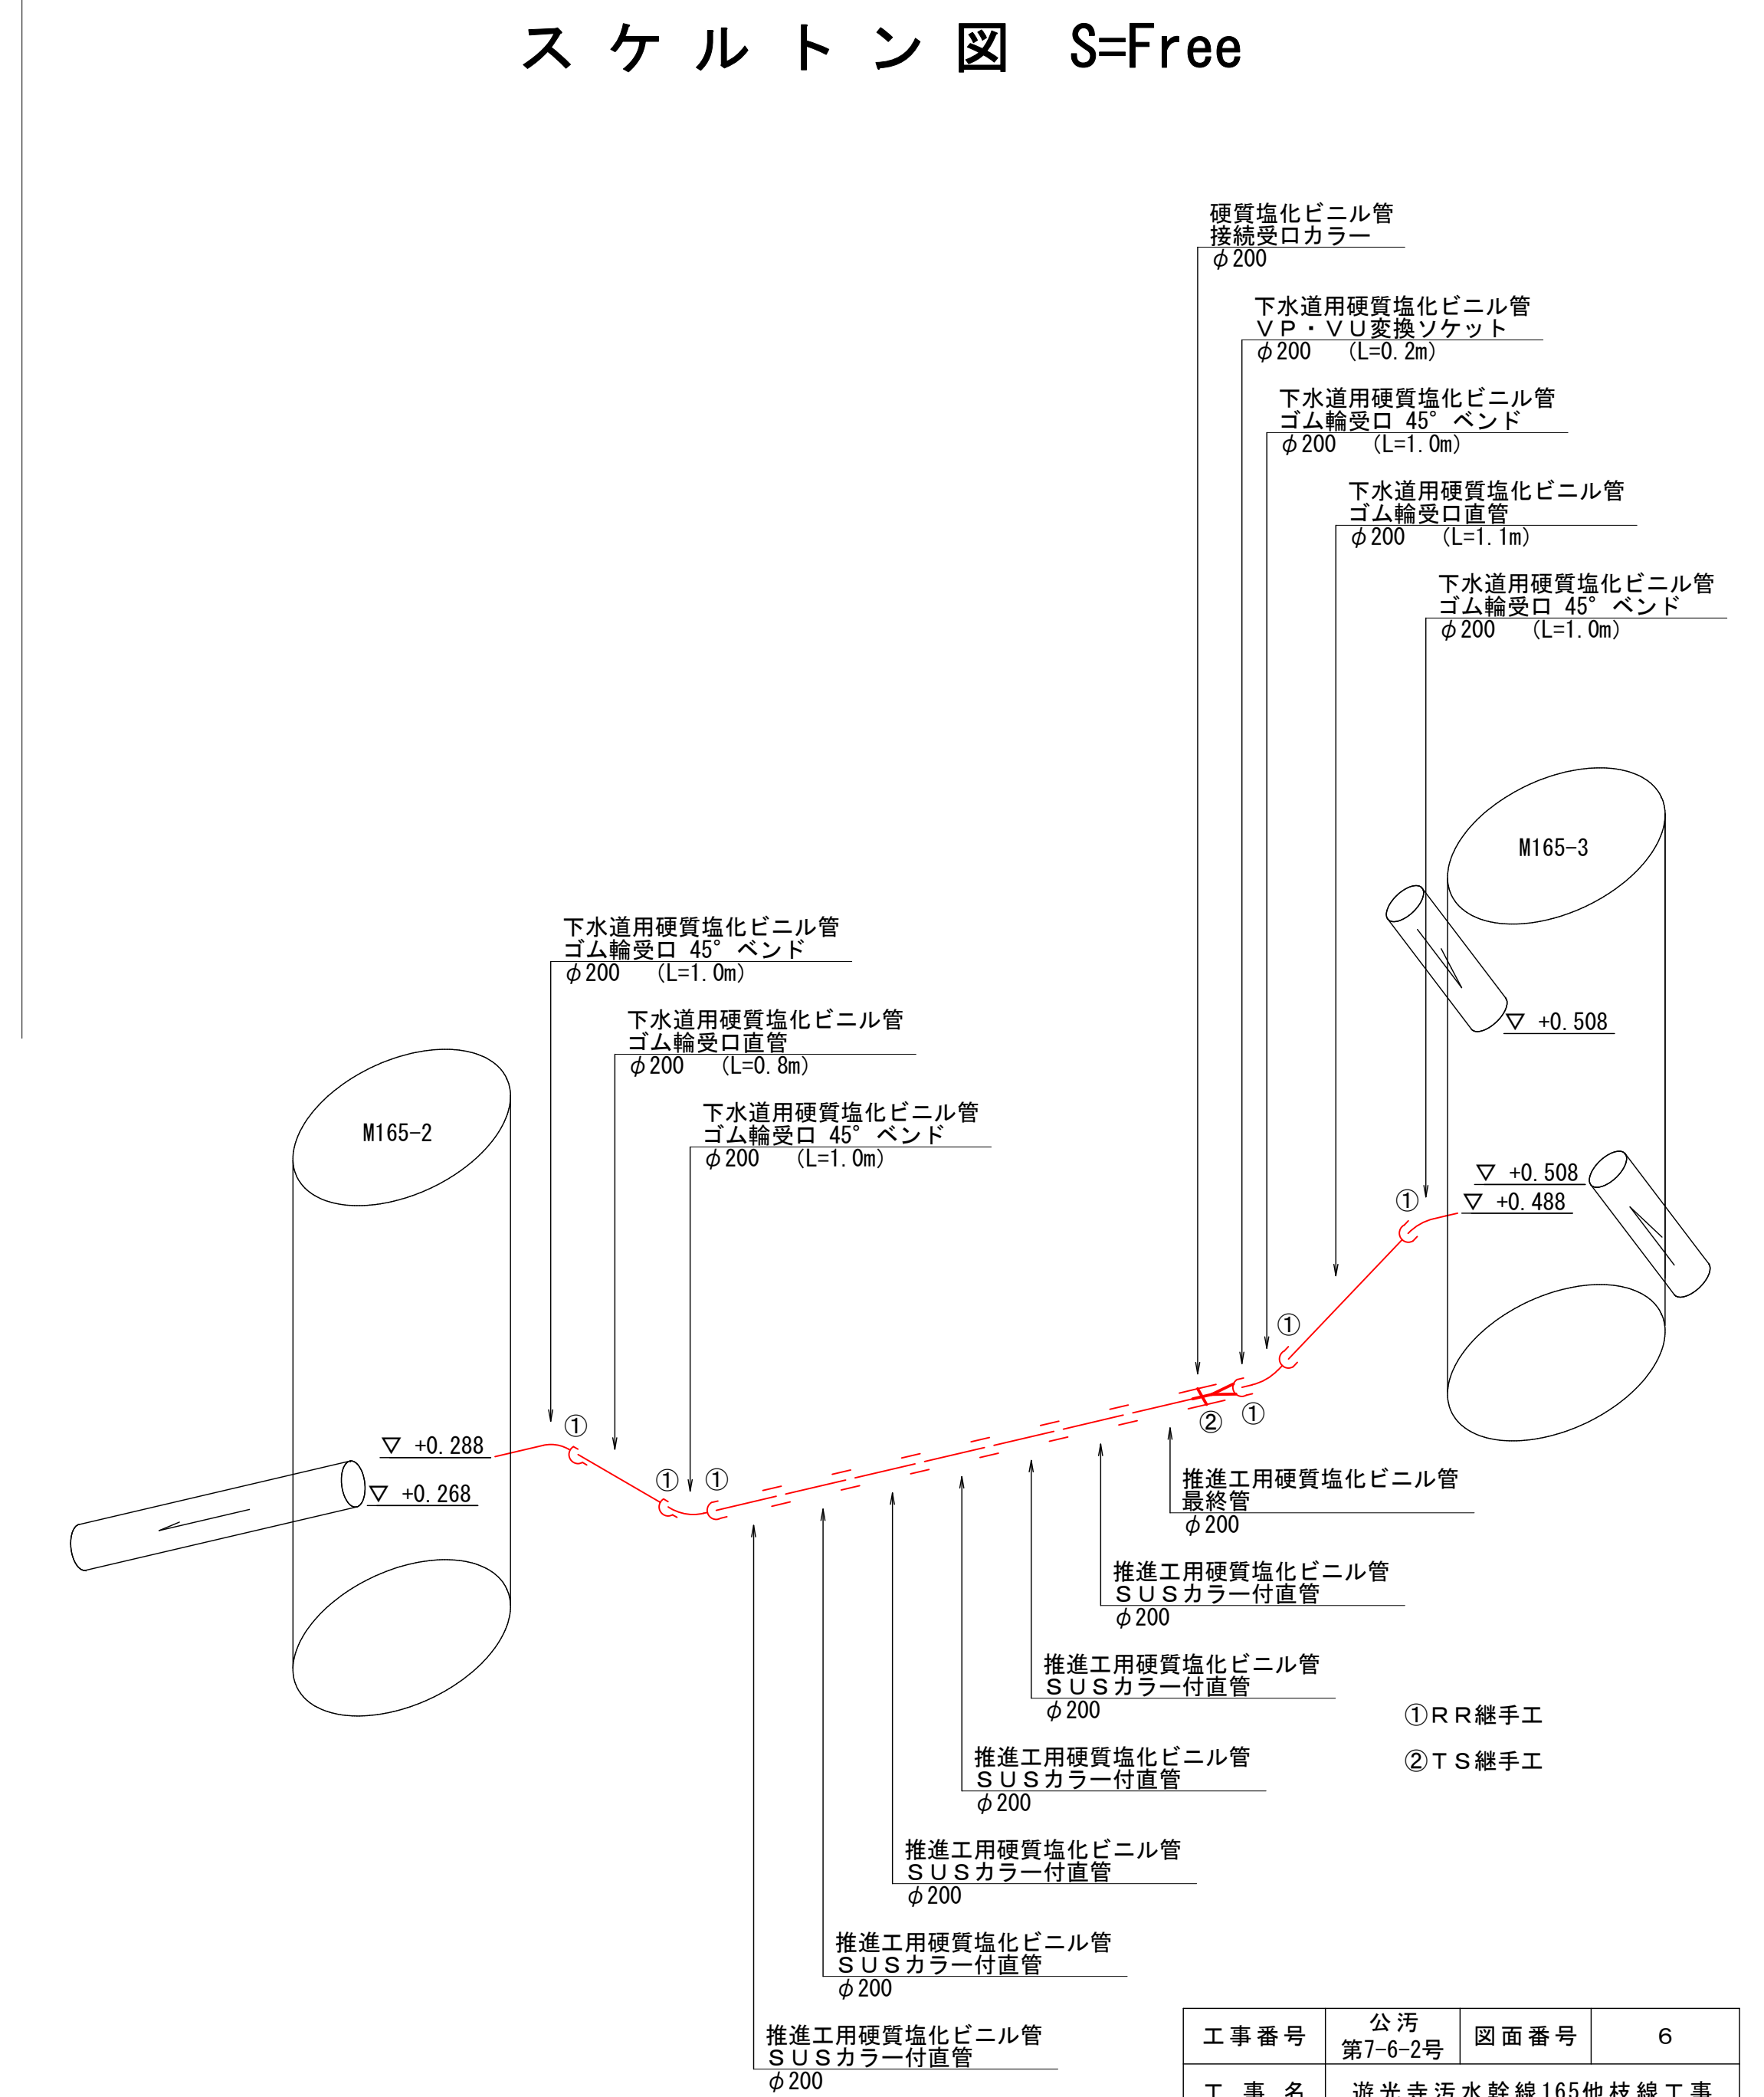 スケルトン図　S=Free
硬質塩化ビニル管
接続受口カラー
φ200
下水道用硬質塩化ビニル管
ＶＰ・ＶＵ変換ソケット
φ200　(L=0.2m)
下水道用硬質塩化ビニル管
ゴム輪受口 45°ベンド
φ200　(L=1.0m)
下水道用硬質塩化ビニル管
ゴム輪受口直管
φ200　(L=1.1m)
下水道用硬質塩化ビニル管
ゴム輪受口 45°ベンド
φ200　(L=1.0m)
M165-3
▽ +0.508
▽ +0.508
▽ +0.488
①
①
①
②
下水道用硬質塩化ビニル管
ゴム輪受口 45°ベンド
φ200　(L=1.0m)
下水道用硬質塩化ビニル管
ゴム輪受口直管
φ200　(L=0.8m)
下水道用硬質塩化ビニル管
ゴム輪受口 45°ベンド
φ200　(L=1.0m)
M165-2
▽ +0.288
▽ +0.268
①
①
①
推進工用硬質塩化ビニル管
最終管
φ200
推進工用硬質塩化ビニル管
ＳＵＳカラー付直管
φ200
推進工用硬質塩化ビニル管
ＳＵＳカラー付直管
φ200
推進工用硬質塩化ビニル管
ＳＵＳカラー付直管
φ200
推進工用硬質塩化ビニル管
ＳＵＳカラー付直管
φ200
推進工用硬質塩化ビニル管
ＳＵＳカラー付直管
φ200
推進工用硬質塩化ビニル管
ＳＵＳカラー付直管
φ200
①ＲＲ継手工
②ＴＳ継手工
工事番号
公汚
第7-6-2号
図面番号
６
工事名
遊光寺汚水幹線165他枝線工事